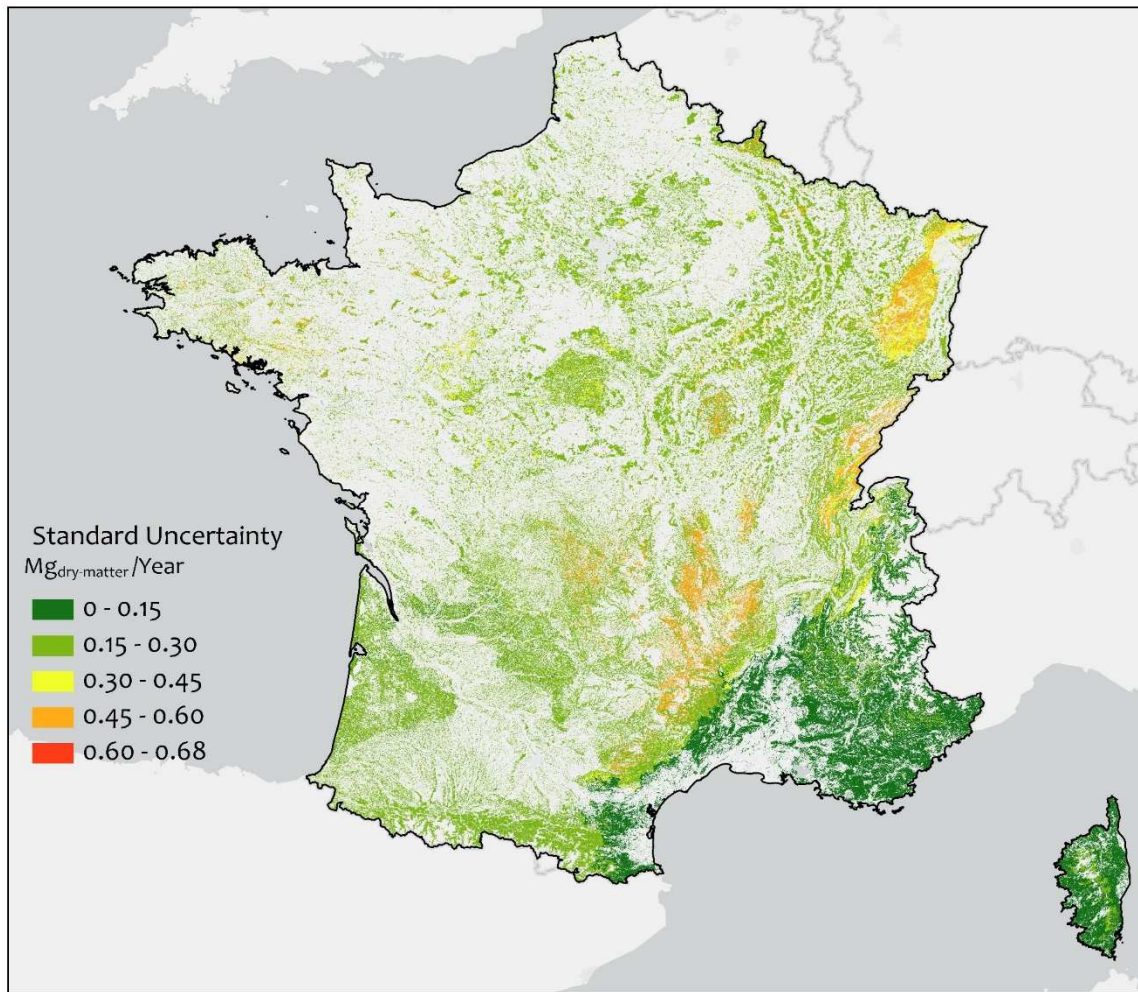 Standard Uncertainty
Mgdry-matter/Year
0 - 0.15
0.15 - 0.30
0.30 - 0.45
0.45 - 0.60
0.60 - 0.68